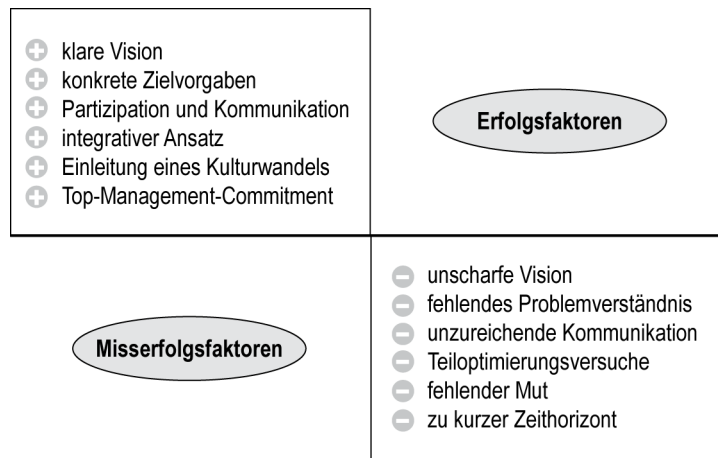 klare Vision
konkrete Zielvorgaben
Partizipation und Kommunikation
integrativer Ansatz
Einleitung eines Kulturwandels
Top-Management-Commitment
Erfolgsfaktoren
Misserfolgsfaktoren
unscharfe Vision
fehlendes Problemverständnis
unzureichende Kommunikation
Teiloptimierungsversuche
fehlender Mut
zu kurzer Zeithorizont